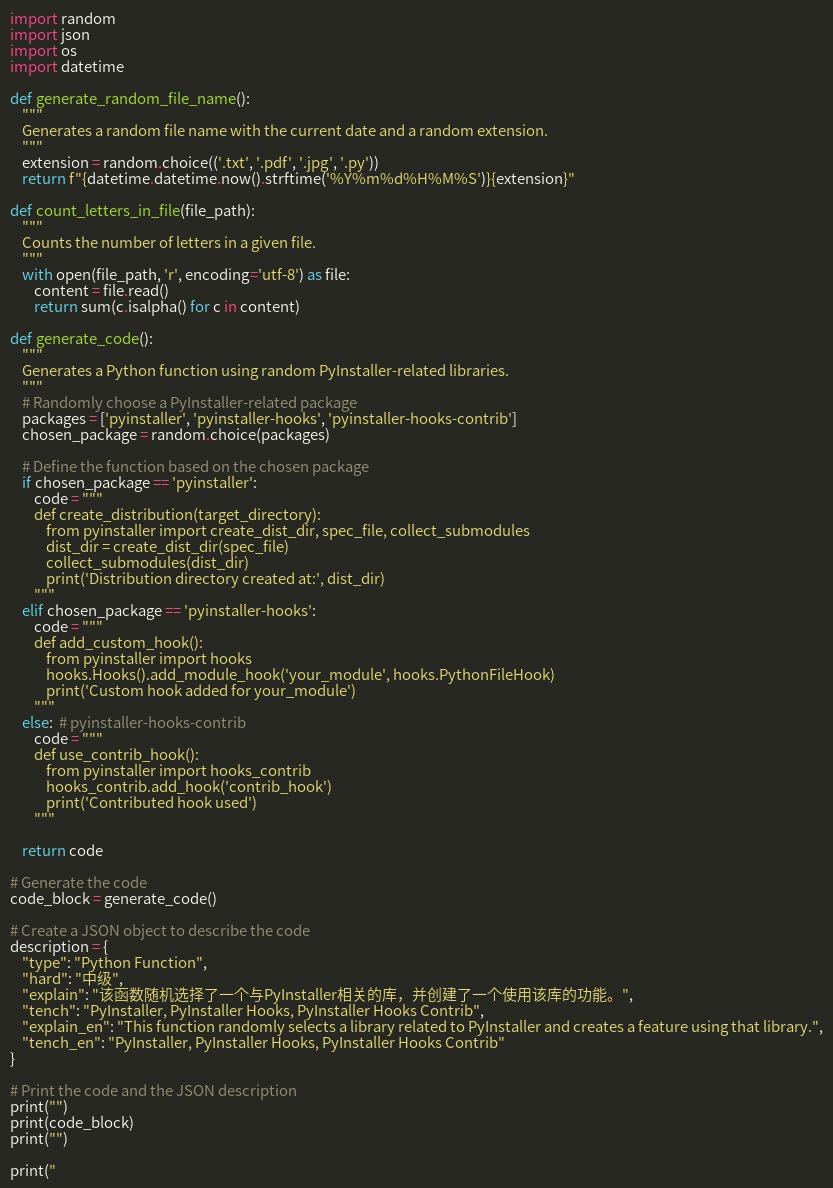 import random
import json
import os
import datetime

def generate_random_file_name():
    """
    Generates a random file name with the current date and a random extension.
    """
    extension = random.choice(('.txt', '.pdf', '.jpg', '.py'))
    return f"{datetime.datetime.now().strftime('%Y%m%d%H%M%S')}{extension}"

def count_letters_in_file(file_path):
    """
    Counts the number of letters in a given file.
    """
    with open(file_path, 'r', encoding='utf-8') as file:
        content = file.read()
        return sum(c.isalpha() for c in content)

def generate_code():
    """
    Generates a Python function using random PyInstaller-related libraries.
    """
    # Randomly choose a PyInstaller-related package
    packages = ['pyinstaller', 'pyinstaller-hooks', 'pyinstaller-hooks-contrib']
    chosen_package = random.choice(packages)

    # Define the function based on the chosen package
    if chosen_package == 'pyinstaller':
        code = """
        def create_distribution(target_directory):
            from pyinstaller import create_dist_dir, spec_file, collect_submodules
            dist_dir = create_dist_dir(spec_file)
            collect_submodules(dist_dir)
            print('Distribution directory created at:', dist_dir)
        """
    elif chosen_package == 'pyinstaller-hooks':
        code = """
        def add_custom_hook():
            from pyinstaller import hooks
            hooks.Hooks().add_module_hook('your_module', hooks.PythonFileHook)
            print('Custom hook added for your_module')
        """
    else:  # pyinstaller-hooks-contrib
        code = """
        def use_contrib_hook():
            from pyinstaller import hooks_contrib
            hooks_contrib.add_hook('contrib_hook')
            print('Contributed hook used')
        """

    return code

# Generate the code
code_block = generate_code()

# Create a JSON object to describe the code
description = {
    "type": "Python Function",
    "hard": "中级",
    "explain": "该函数随机选择了一个与PyInstaller相关的库，并创建了一个使用该库的功能。",
    "tench": "PyInstaller, PyInstaller Hooks, PyInstaller Hooks Contrib",
    "explain_en": "This function randomly selects a library related to PyInstaller and creates a feature using that library.",
    "tench_en": "PyInstaller, PyInstaller Hooks, PyInstaller Hooks Contrib"
}

# Print the code and the JSON description
print("")
print(code_block)
print("")

print("